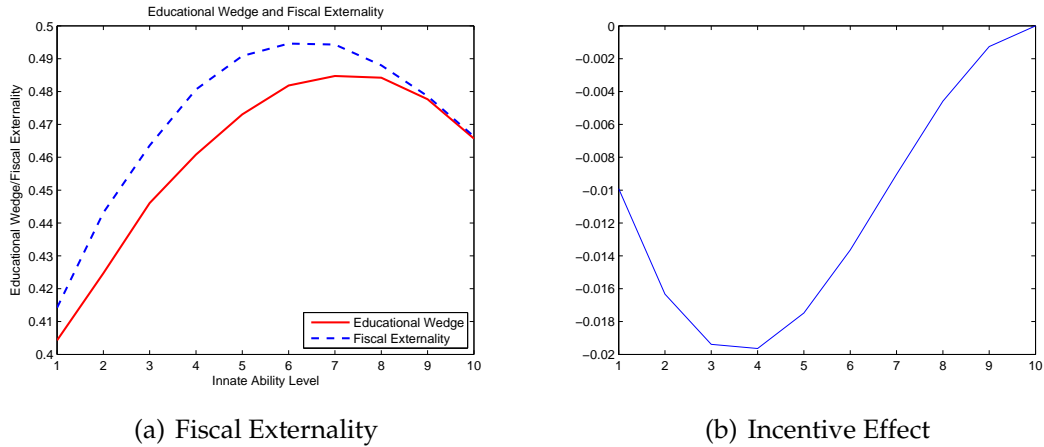 Educational Wedge and Fiscal Externality
Educational Wedge/Fiscal Externality
0.5
0.49
0.48
0.47
0.46
0.45
0.44
0.43
0.42
0.41
0.4
1 2 3 4 5 6 7 8 9 10
Innate Ability Level
Educational Wedge
Fiscal Externality
(a) Fiscal Externality
0
−0.002
−0.004
−0.006
−0.008
−0.01
−0.012
−0.014
−0.016
−0.018
−0.02
1 2 3 4 5 6 7 8 9 10
(b) Incentive Effect